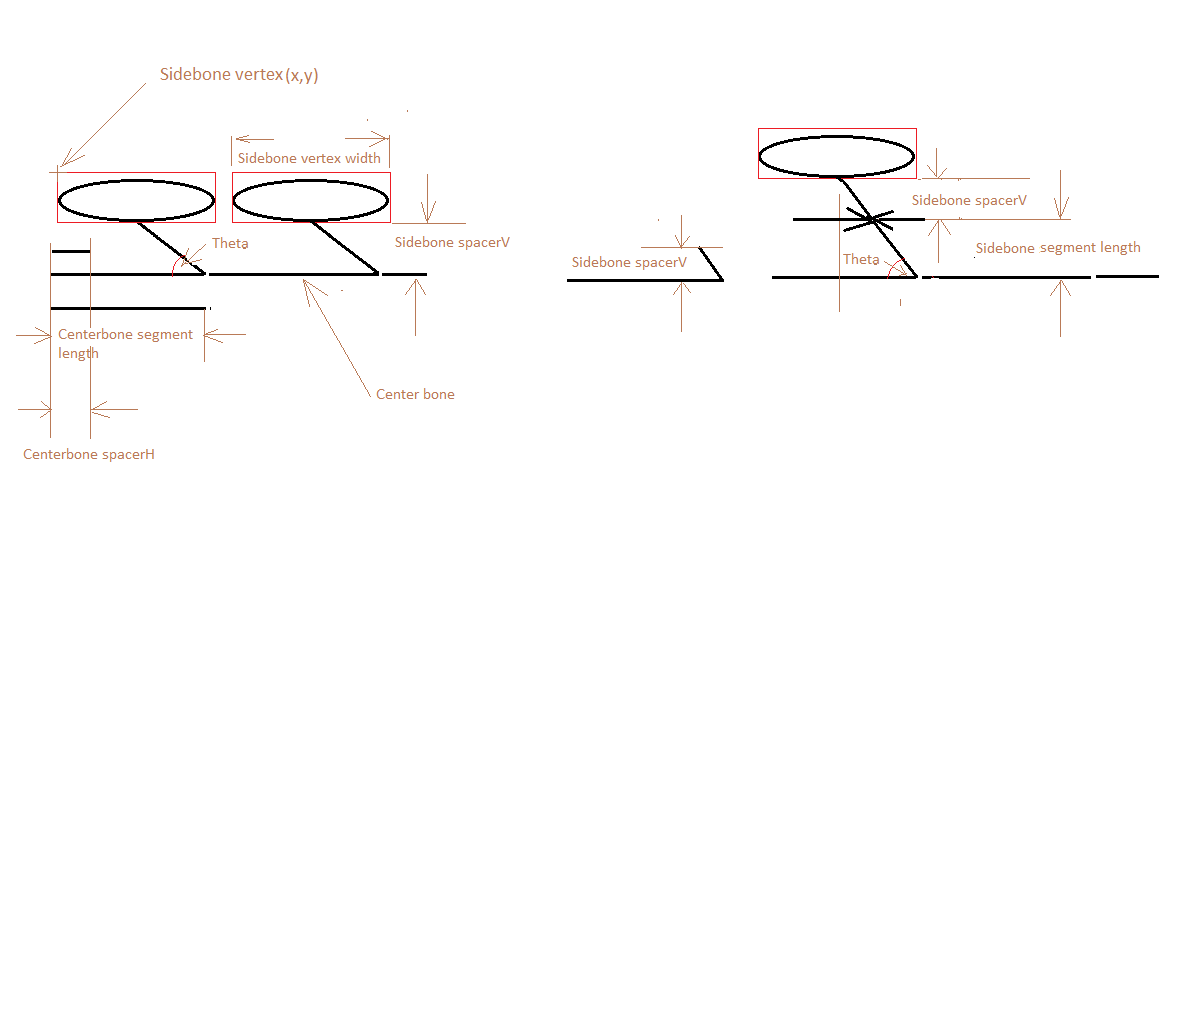 Sidebone vertex(x,y)
Sidebone vertex width
Theta
Sidebone spacerV
Centerbone segment
length
Center bone
Centerbone spacerH
Sidebone spacerV
Sidebone spacerV
Theta
Sidebone segment length